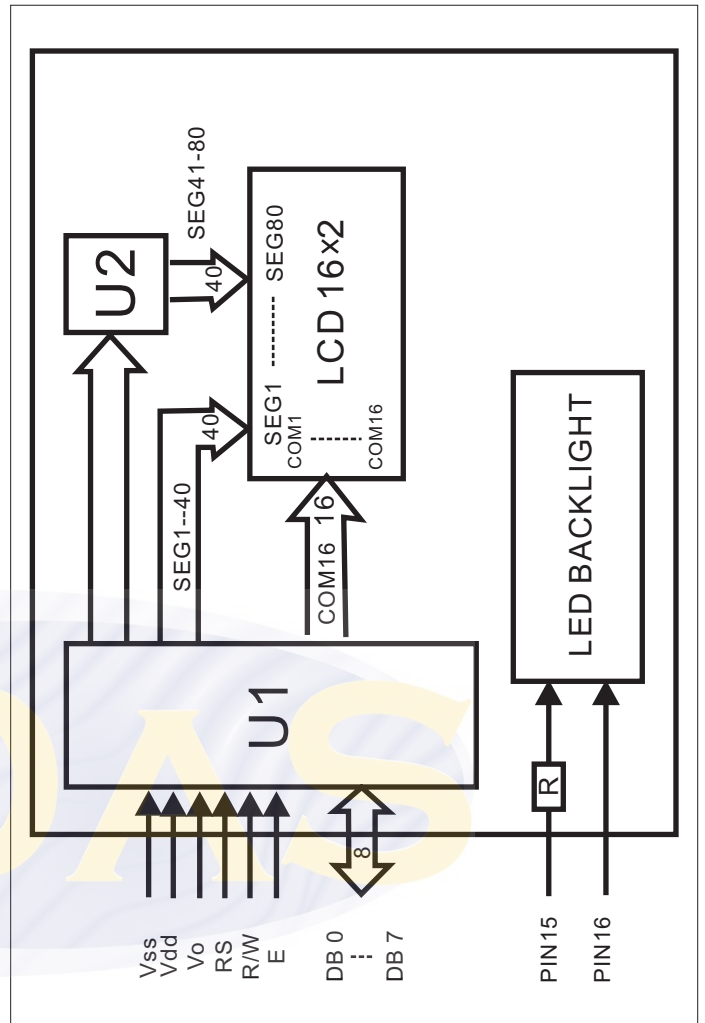 U2
SEG41-80
40
SEG1 --------- SEG80
LCD 16×2
COM1
-------
COM16
SEG1--40
40
COM16 16
U1
Vss
Vdd
Vo
RS
R/W
E
8
DB 0
----
DB 7
LED BACKLIGHT
R
PIN15
PIN16
DAS